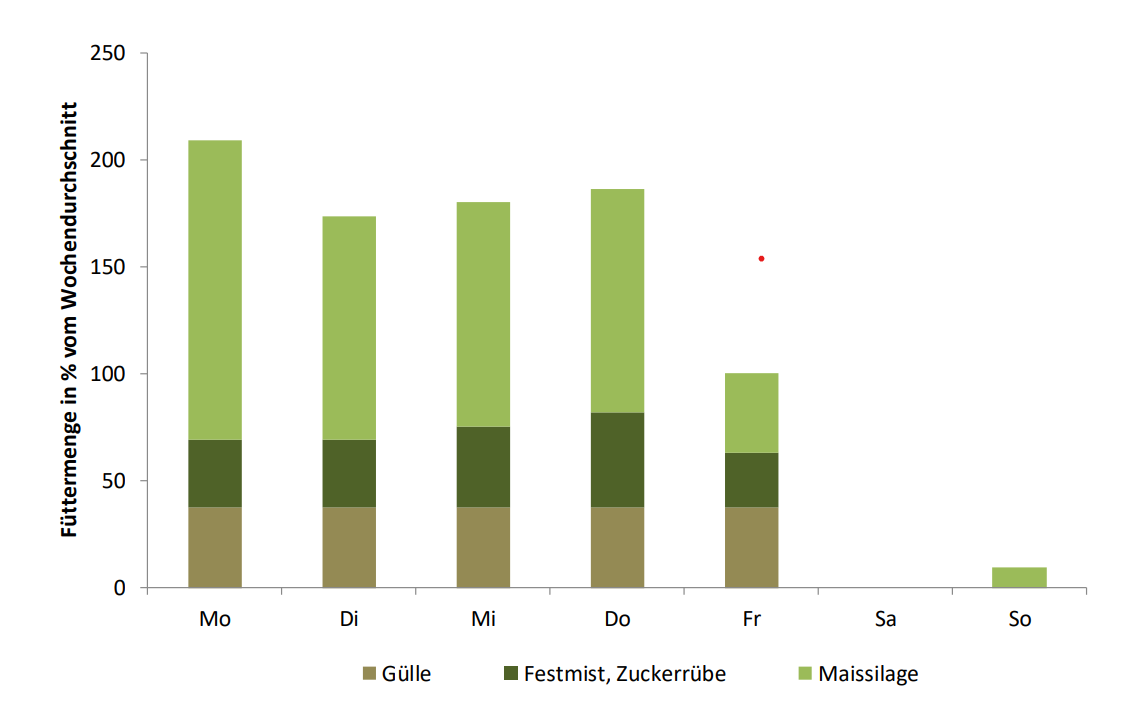 Füttermenge in % vom Wochendurchschnitt
250
200
150
100
50
0
Mo Di Mi Do Fr Sa So
Gülle Festmist, Zuckerrübe Maissilage